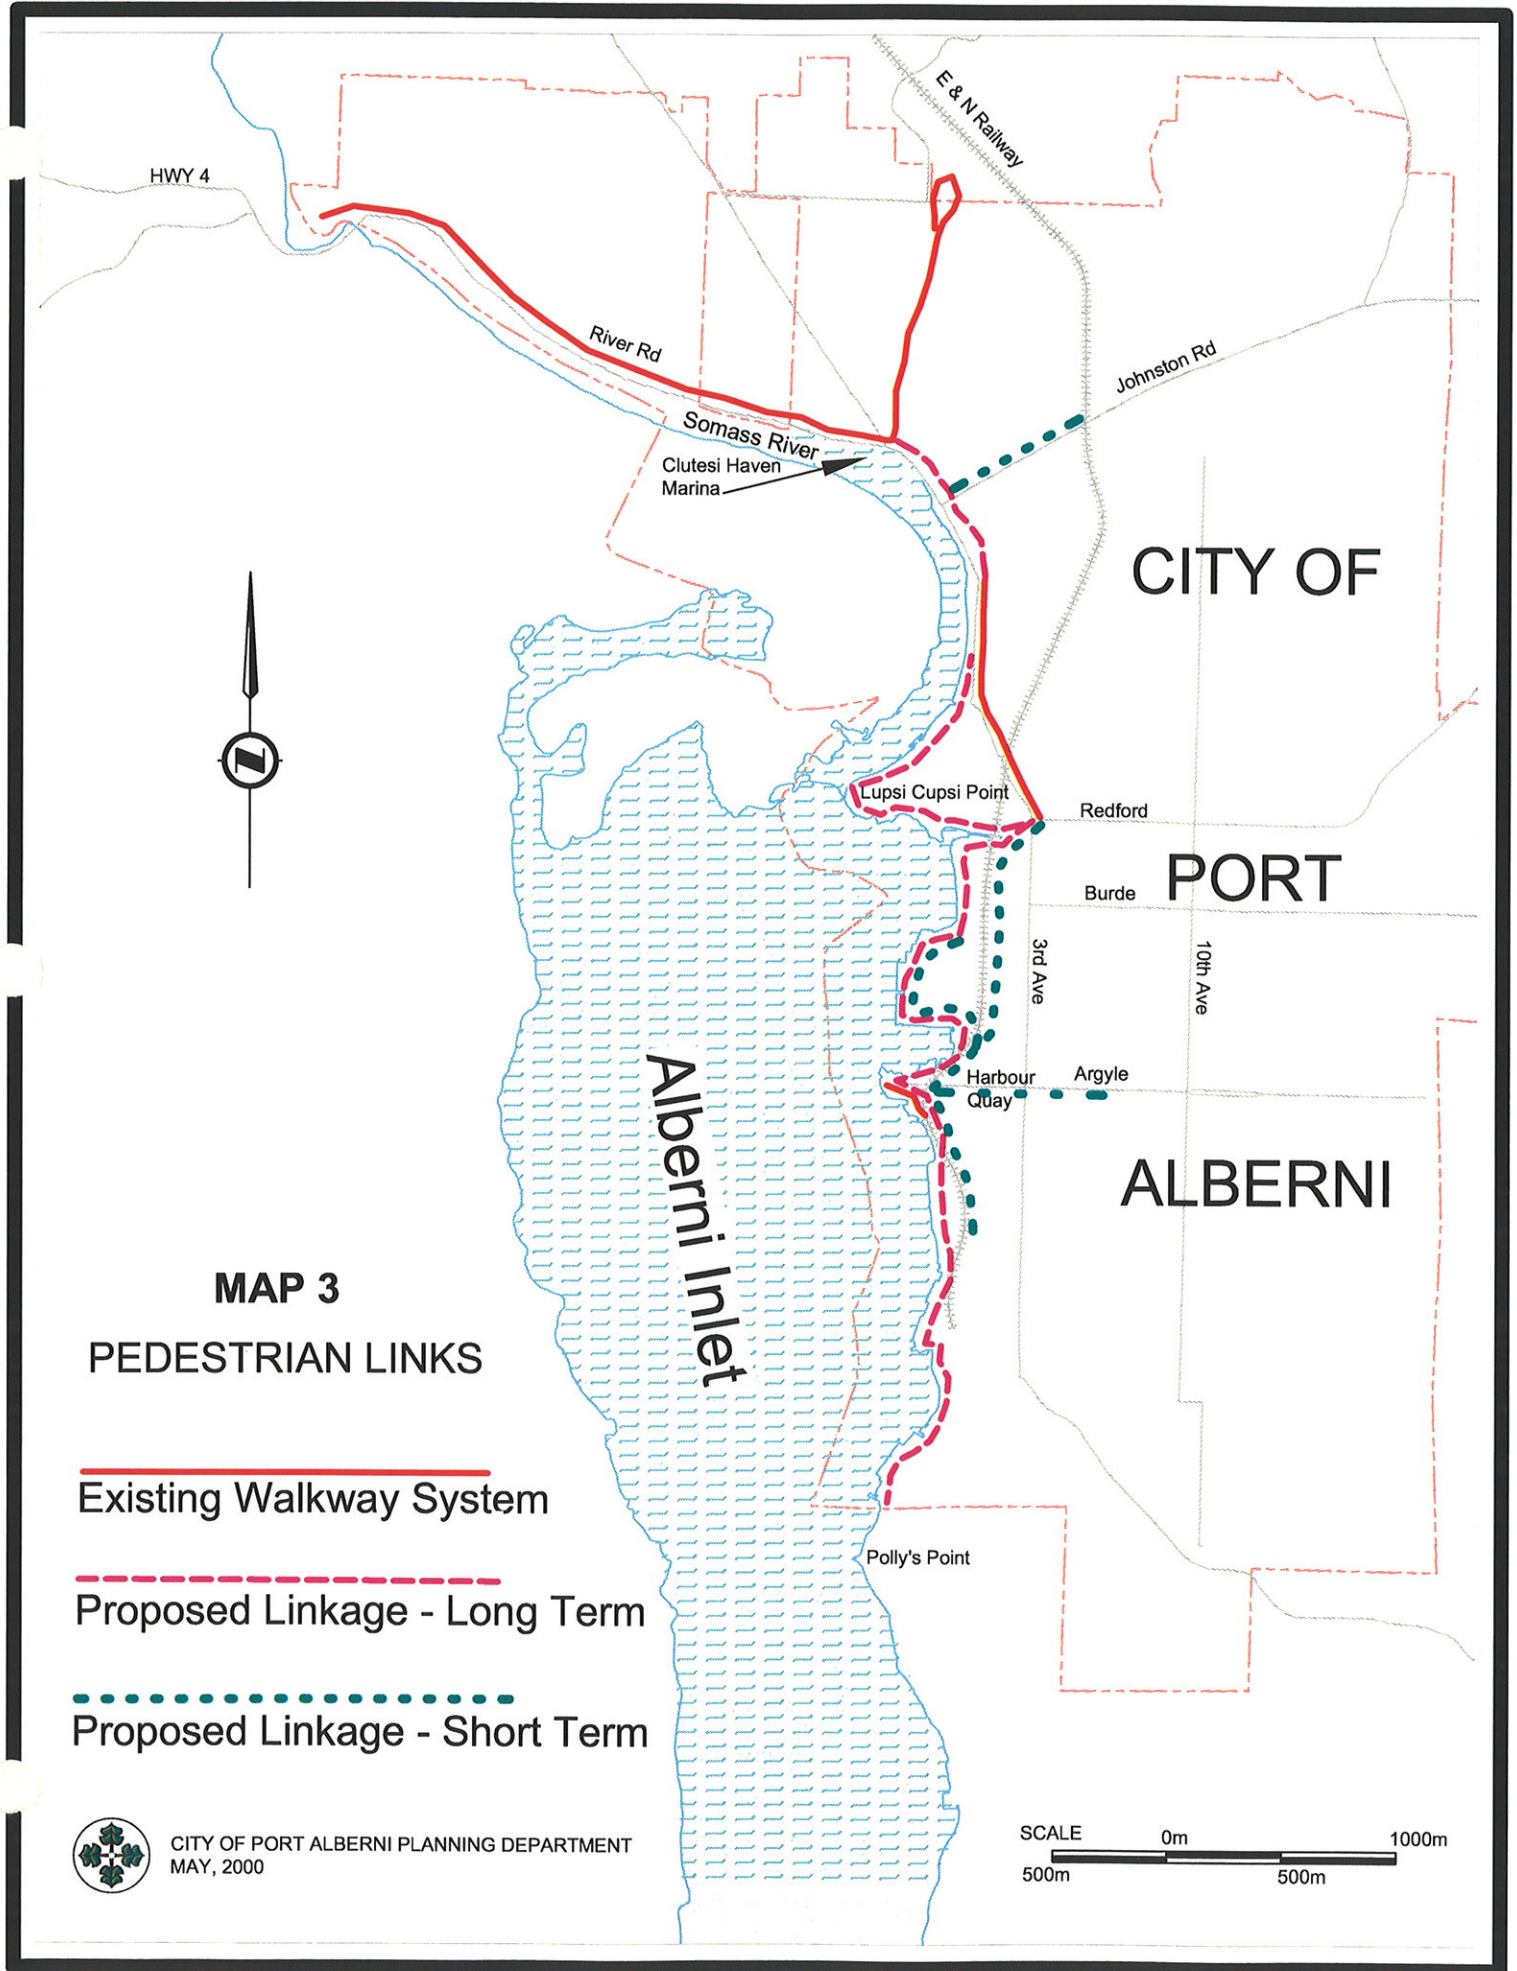 E & N Railway
HWY 4
River Rd
Johnston Rd
Somass River
Clutesi Haven
Marina
CITY OF
Lupsi Cupsi Point
Redford
PORT
Burde
3rd Ave
10th Ave
Harbour
Quay
Argyle
Alberni Inlet
ALBERNI
MAP 3
PEDESTRIAN LINKS
Existing Walkway System
Polly's Point
Proposed Linkage - Long Term
Proposed Linkage - Short Term
CITY OF PORT ALBERNI PLANNING DEPARTMENT
MAY, 2000
SCALE 0m 1000m
500m 500m